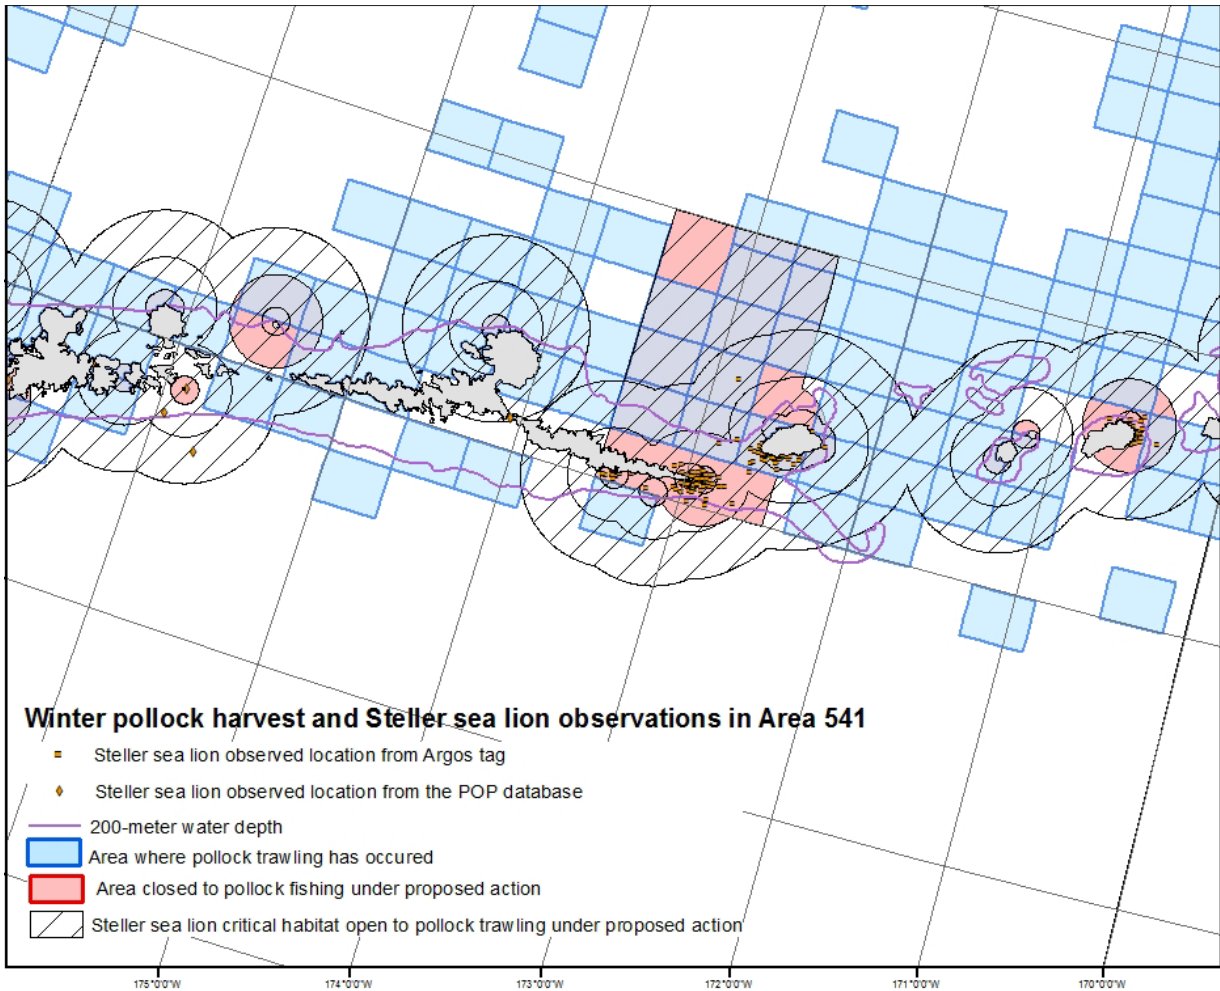 Winter pollock harvest and Steller sea lion observations in Area 541
Steller sea lion observed location from Argos tag
Steller sea lion observed location from the POP database
200-meter water depth
Area where pollock trawling has occured
Area closed to pollock fishing under proposed action
Steller sea lion critical habitat open to pollock trawling under proposed action
175°0'0"W 174°0'0"W 173°0'0"W 172°0'0"W 171°0'0"W 170°0'0"W